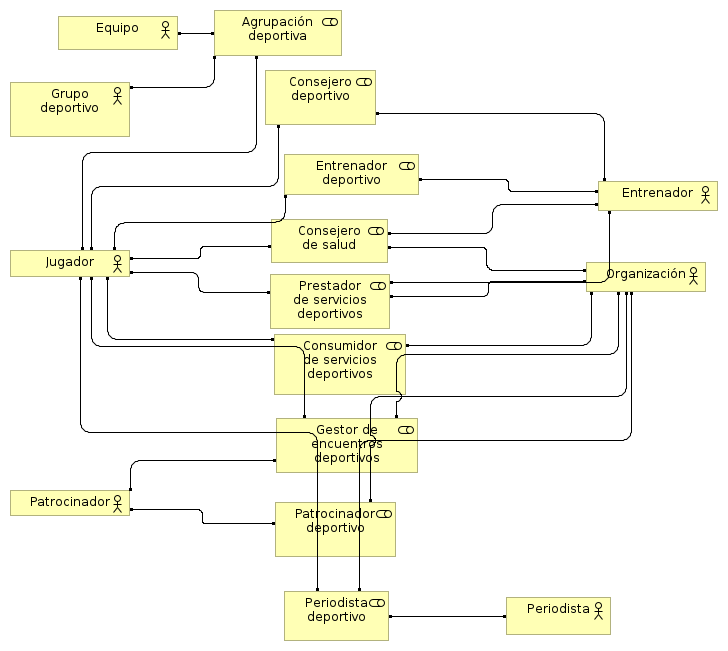 Equipo
Agrupación
deportiva
Grupo
deportivo
Consejero
deportivo
Entrenador
deportivo
Entrenador
Consejero
de salud
Jugador
Organización
Prestador
de servicios
deportivos
Consumidor
de servicios
deportivos
Gestor de
encuentros
deportivos
Patrocinador
Patrocinador
deportivo
Periodista
deportivo
Periodista